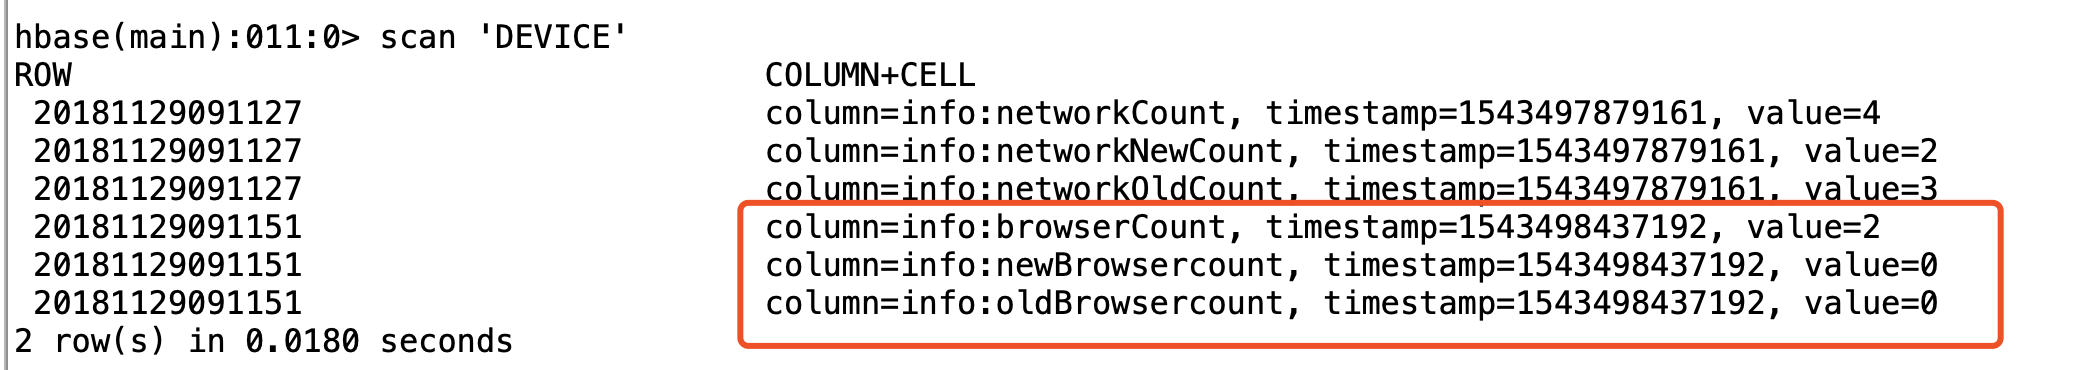 hbase(main):011:0> scan 'DEVICE'
ROW COLUMN+CELL
20181129091127 column=info:networkCount, timestamp=1543497879161, value=4
20181129091127 column=info:networkNewCount, timestamp=1543497879161, value=2
20181129091127 column=info:networkOldCount, timestamp=1543497879161, value=3
20181129091151 column=info:browserCount, timestamp=1543498437192, value=2
20181129091151 column=info:newBrowsercount, timestamp=1543498437192, value=0
20181129091151 column=info:oldBrowsercount, timestamp=1543498437192, value=0
2 row(s) in 0.0180 seconds